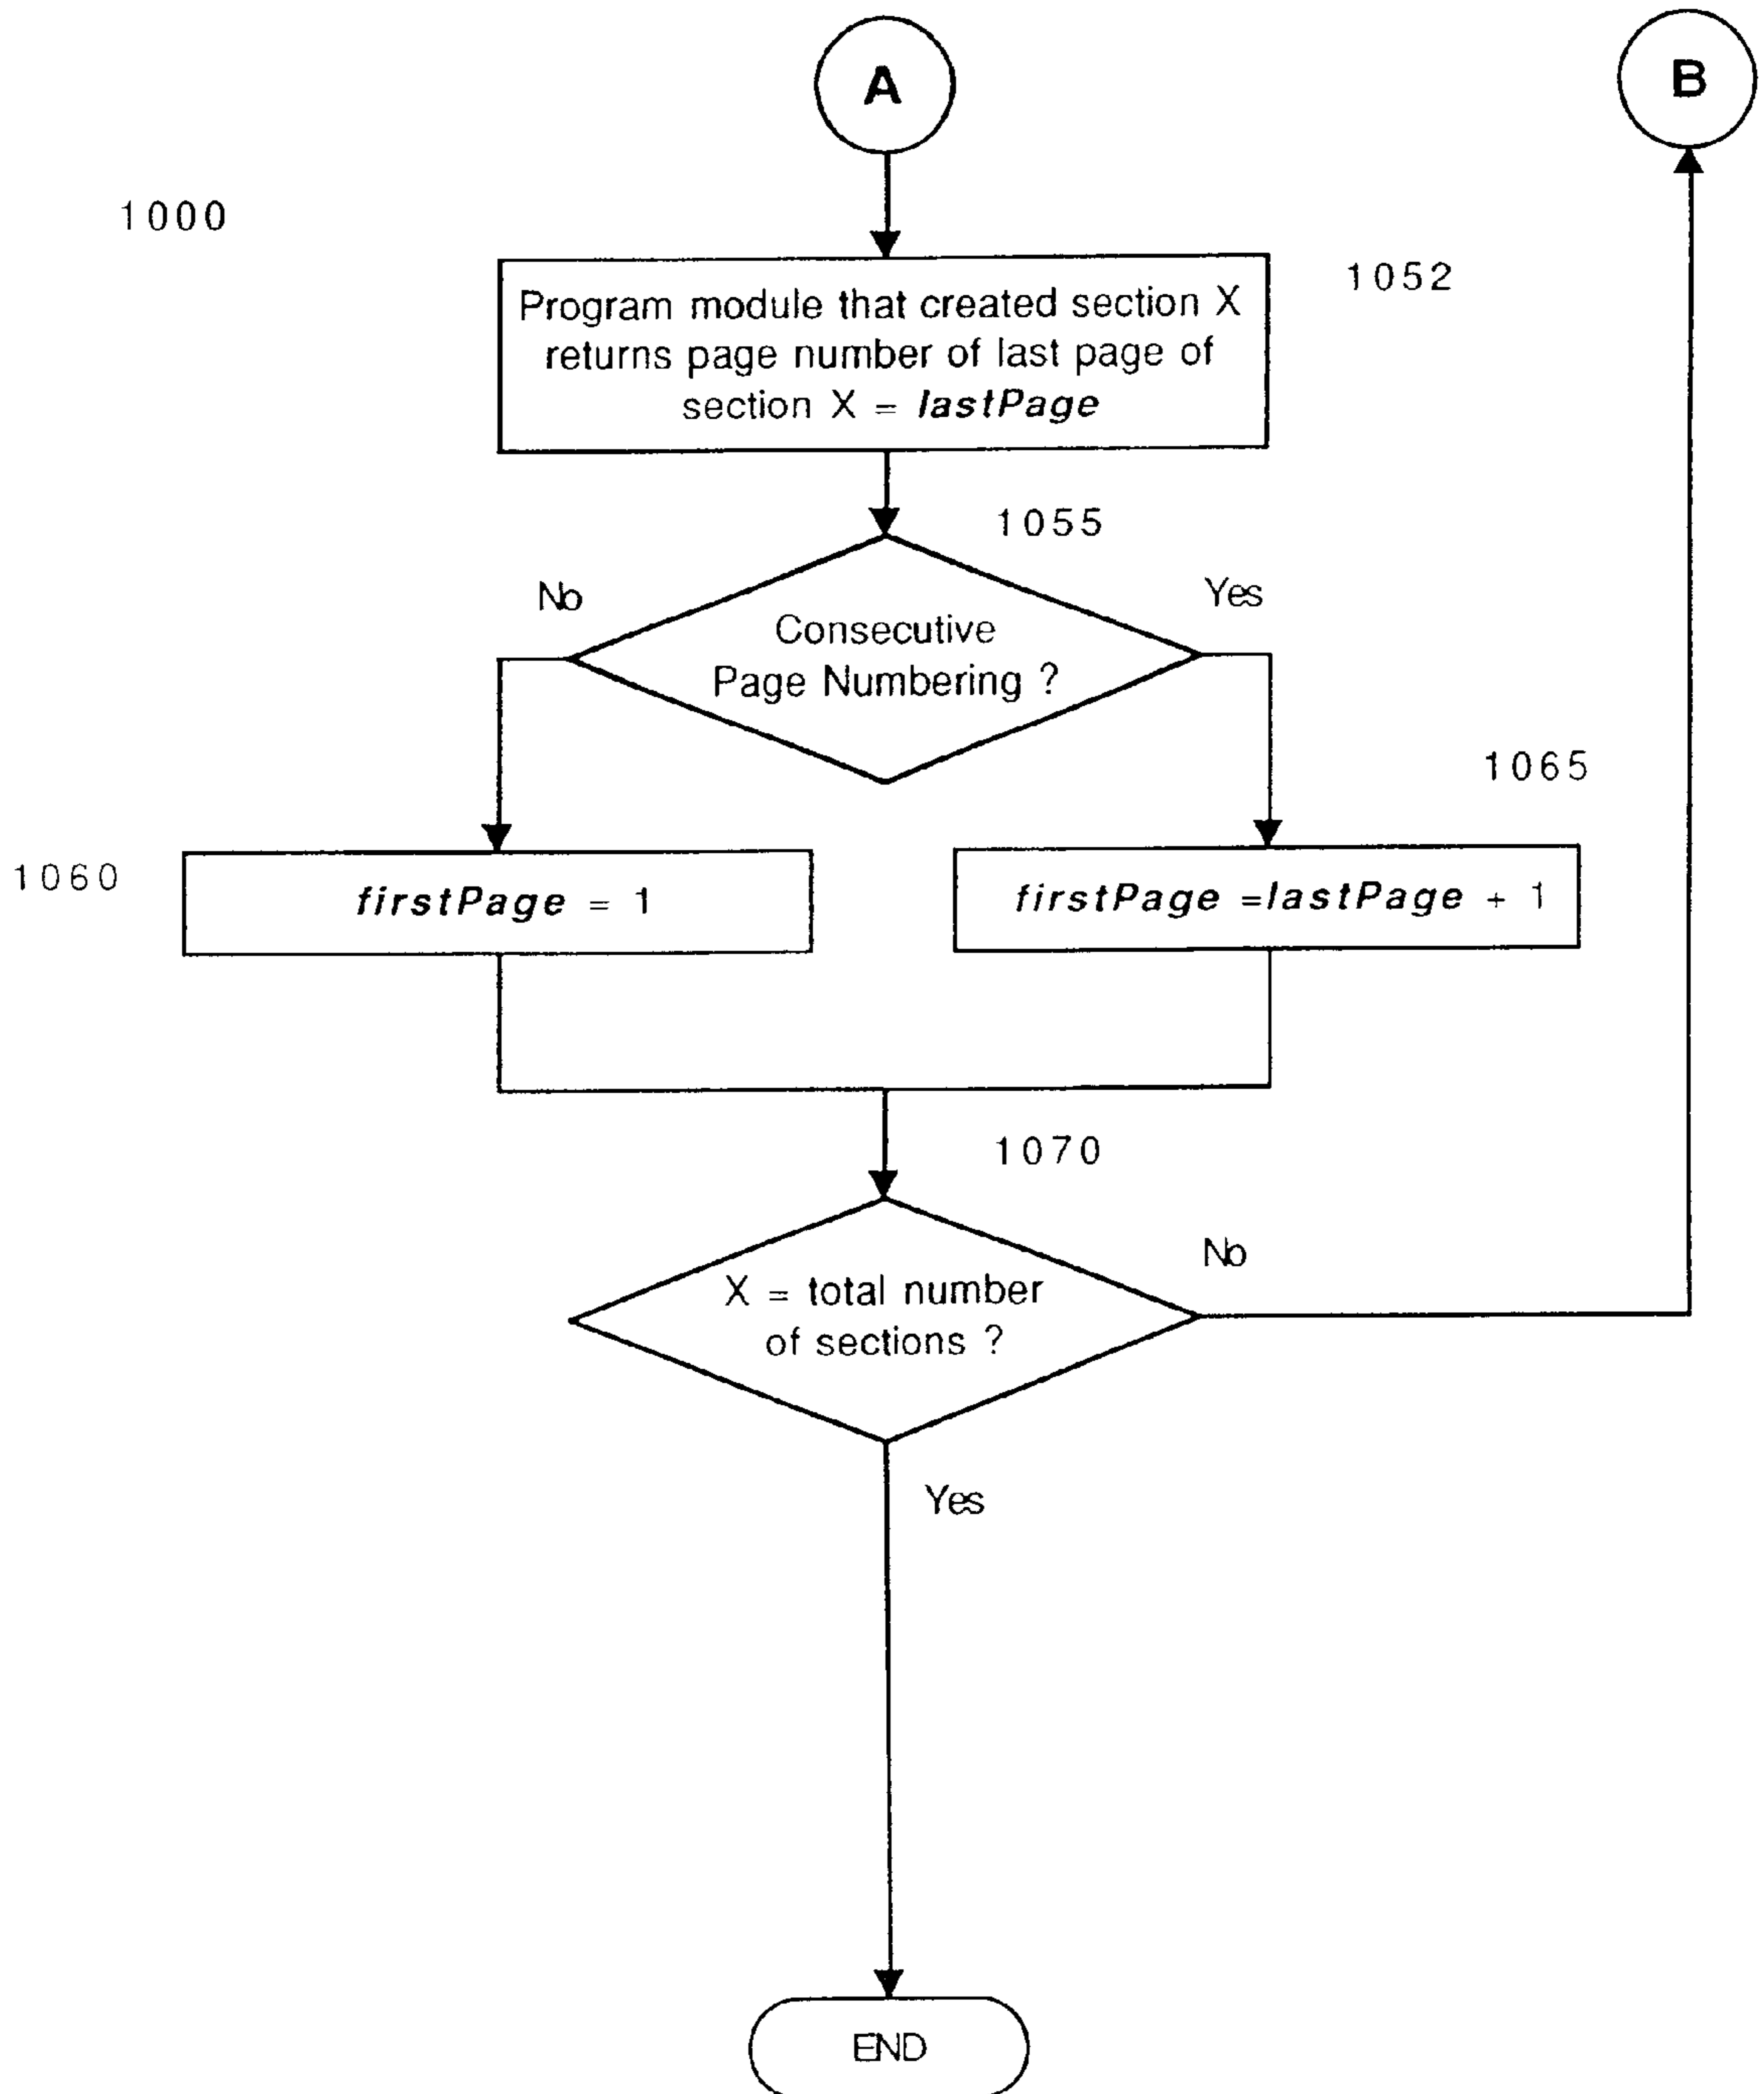 A
B
1000
1052
Program module that created section X
returns page number of last page of
section X = lastPage
1055
No
Yes
Consecutive
Page Numbering ?
1065
1060
firstPage = 1
firstPage =lastPage + 1
1070
No
X = total number
of sections ?
Yes
END